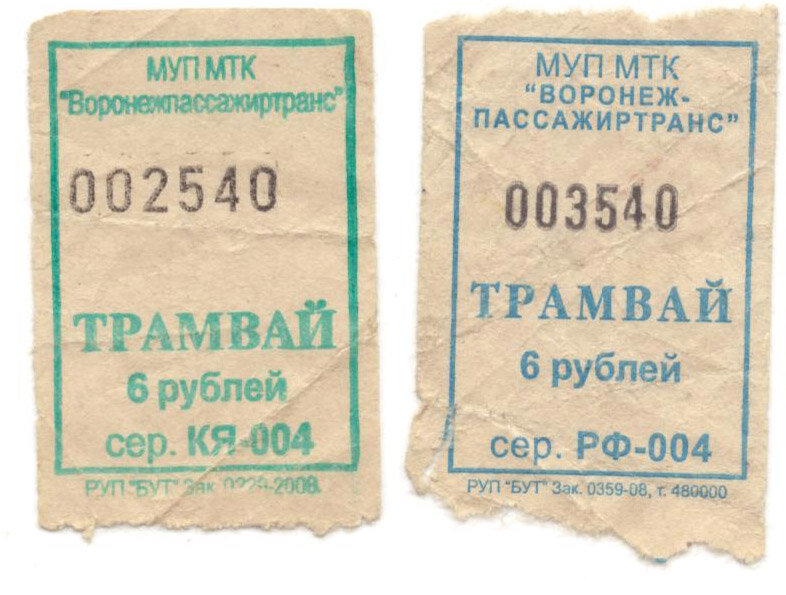 МУП МТК
"Воронежпассажиртранс"
002540
ТРАМВАЙ
6 рублей
сер. КЯ-004
РУП "БУТ" Зак. 0229-2008.
МУП МТК
"ВОРОНЕЖ-
ПАССАЖИРТРАНС"
003540
ТРАМВАЙ
6 рублей
сер. РФ-004
РУП "БУТ" Зак. 0359-08, т. 480000